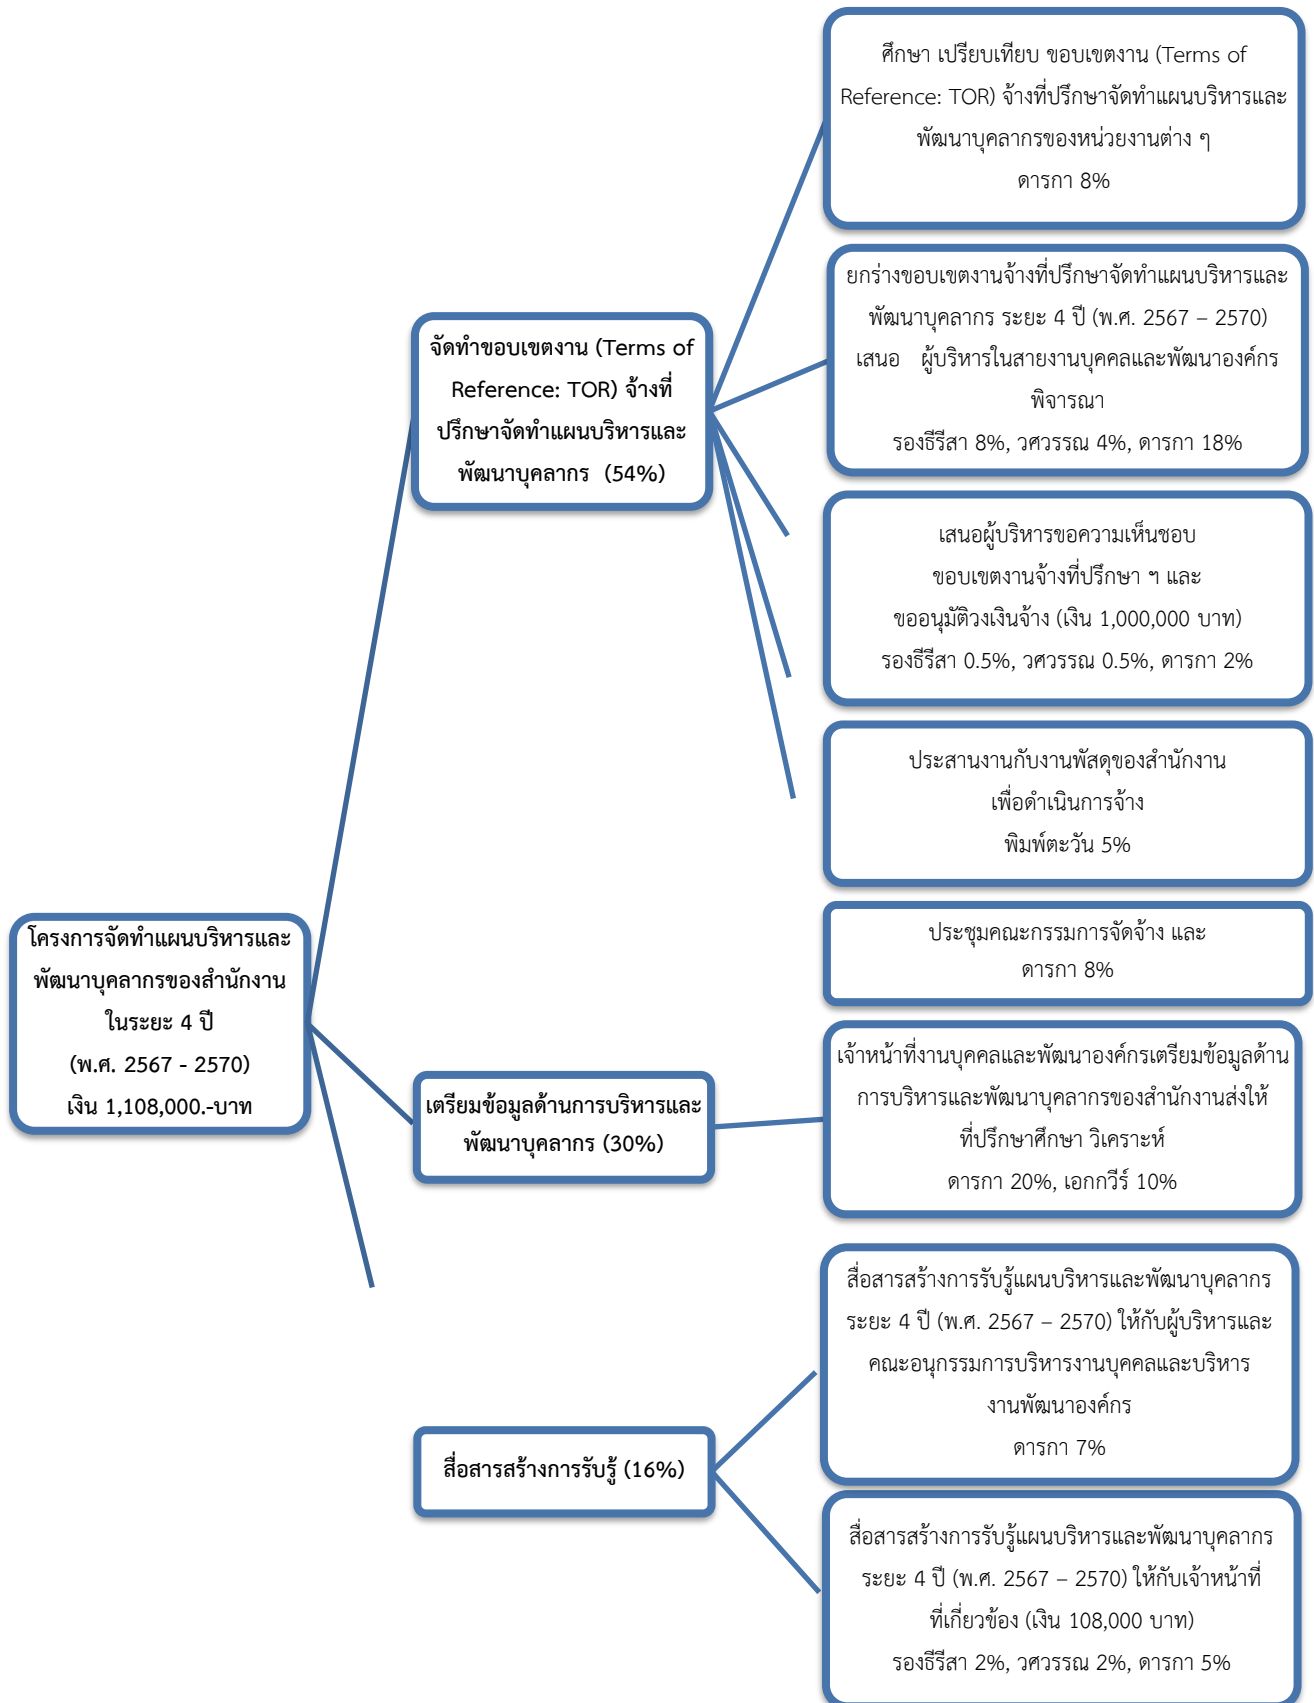 ศึกษา เปรียบเทียบ ขอบเขตงาน (Terms of
Reference: TOR) จ้างที่ปรึกษาจัดทำแผนบริหารและ
พัฒนาบุคลากรของหน่วยงานต่าง ๆ
ดารกา 8%
ยกร่างขอบเขตงานจ้างที่ปรึกษาจัดทำแผนบริหารและ
พัฒนาบุคลากร ระยะ 4 ปี (พ.ศ. 2567 – 2570)
เสนอ ผู้บริหารในสายงานบุคคลและพัฒนาองค์กร
พิจารณา
รองธีรีสา 8%, วศวรรณ 4%, ดารกา 18%
จัดทำขอบเขตงาน (Terms of
Reference: TOR) จ้างที่
ปรึกษาจัดทำแผนบริหารและ
พัฒนาบุคลากร (54%)
เสนอผู้บริหารขอความเห็นชอบ
ขอบเขตงานจ้างที่ปรึกษา ฯ และ
ขออนุมัติวงเงินจ้าง (เงิน 1,000,000 บาท)
รองธีรีสา 0.5%, วศวรรณ 0.5%, ดารกา 2%
ประสานงานกับงานพัสดุของสำนักงาน
เพื่อดำเนินการจ้าง
พิมพ์ตะวัน 5%
ประชุมคณะกรรมการจัดจ้าง และ
ดารกา 8%
โครงการจัดทำแผนบริหารและ
พัฒนาบุคลากรของสำนักงาน
ในระยะ 4 ปี
(พ.ศ. 2567 - 2570)
เงิน 1,108,000.-บาท
เตรียมข้อมูลด้านการบริหารและ
พัฒนาบุคลากร (30%)
เจ้าหน้าที่งานบุคคลและพัฒนาองค์กรเตรียมข้อมูลด้าน
การบริหารและพัฒนาบุคลากรของสำนักงานส่งให้
ที่ปรึกษาศึกษา วิเคราะห์
ดารกา 20%, เอกกวีร์ 10%
สื่อสารสร้างการรับรู้แผนบริหารและพัฒนาบุคลากร
ระยะ 4 ปี (พ.ศ. 2567 – 2570) ให้กับผู้บริหารและ
คณะอนุกรรมการบริหารงานบุคคลและบริหาร
งานพัฒนาองค์กร
ดารกา 7%
สื่อสารสร้างการรับรู้ (16%)
สื่อสารสร้างการรับรู้แผนบริหารและพัฒนาบุคลากร
ระยะ 4 ปี (พ.ศ. 2567 – 2570) ให้กับเจ้าหน้าที่
ที่เกี่ยวข้อง (เงิน 108,000 บาท)
รองธีรีสา 2%, วศวรรณ 2%, ดารกา 5%